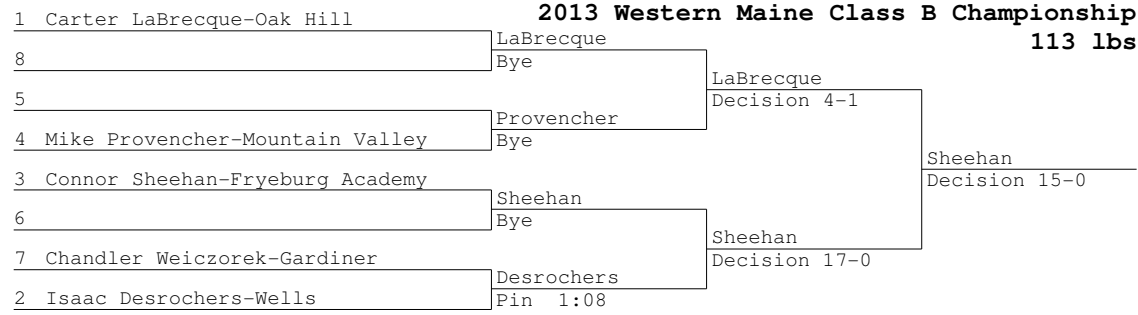 2013 Western Maine Class B Championship
113 lbs
1 Carter LaBrecque-Oak Hill
LaBrecque
8
Bye
LaBrecque
5
Decision 4-1
Provencher
4 Mike Provencher-Mountain Valley
Bye
Sheehan
3 Connor Sheehan-Fryeburg Academy
Decision 15-0
Sheehan
6
Bye
Sheehan
7 Chandler Weiczorek-Gardiner
Decision 17-0
Desrochers
2 Isaac Desrochers-Wells
Pin 1:08